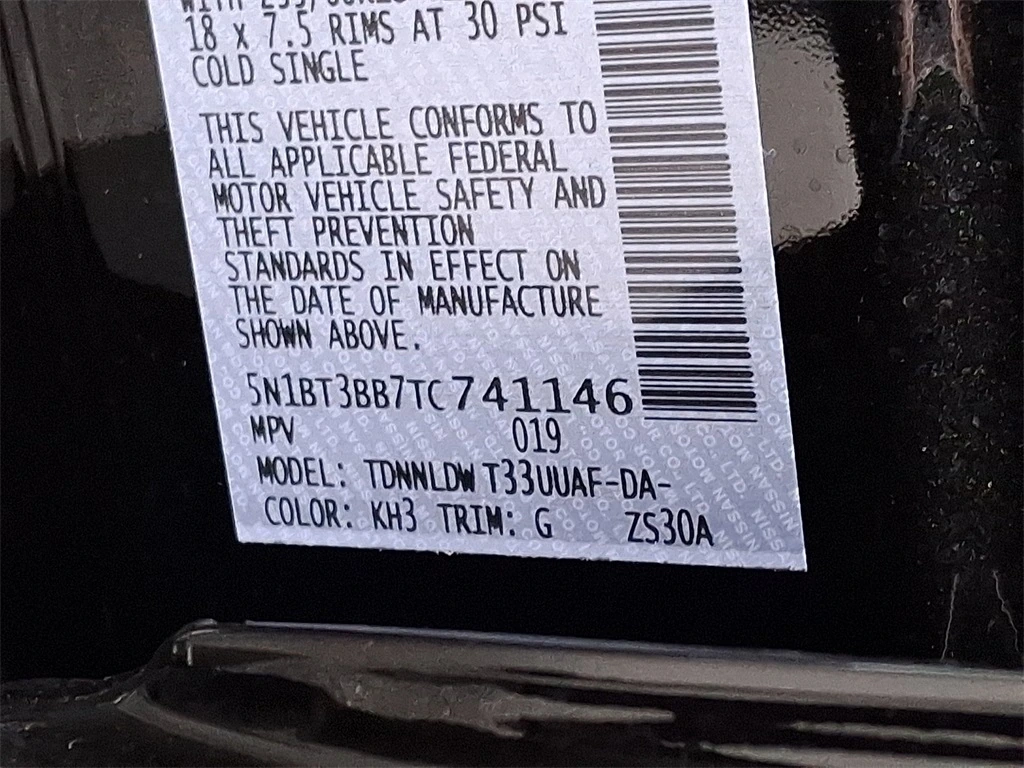 18 x 7.5 RIMS AT 30 PSI
COLD SINGLE
THIS VEHICLE CONFORMS TO
ALL APPLICABLE FEDERAL
MOTOR VEHICLE SAFETY AND
THEFT PREVENTION
STANDARDS IN EFFECT ON
THE DATE OF MANUFACTURE
SHOWN ABOVE.
5N1BT3BB7TC741146
MPV 019
MODEL: TDNNLDW T33UUAF-DA-
COLOR: KH3 TRIM: G ZS30A